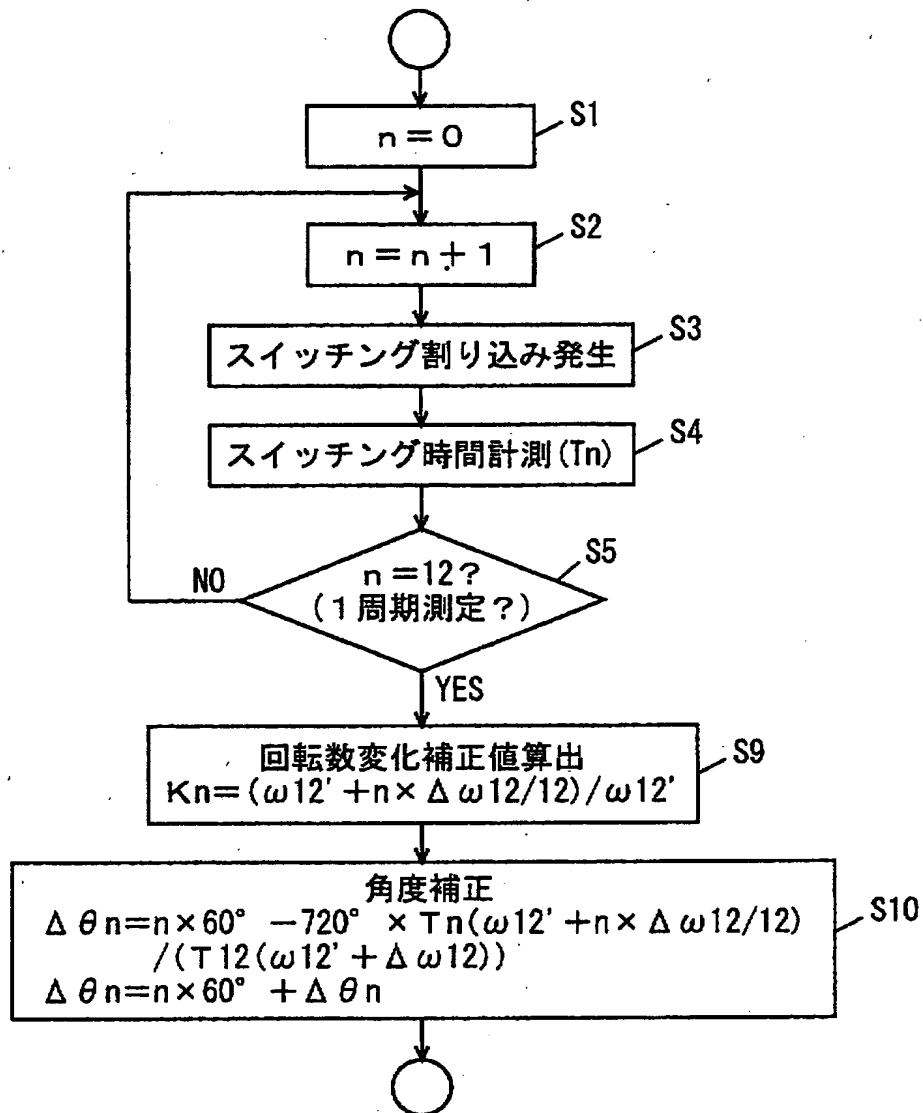 S1
n=0
S2
n=n+1
S3
スイッチング割り込み発生
S4
スイッチング時間計測(Tn)
S5
n=12?
(1周期測定?)
NO
YES
S9
回転数変化補正値算出
Kn=(ω12'+n×Δω12/12)/ω12'
S10
角度補正
Δθn=n×60° -720° ×Tn(ω12'+n×Δω12/12)
/(T12(ω12'+Δω12))
Δθn=n×60° +Δθn